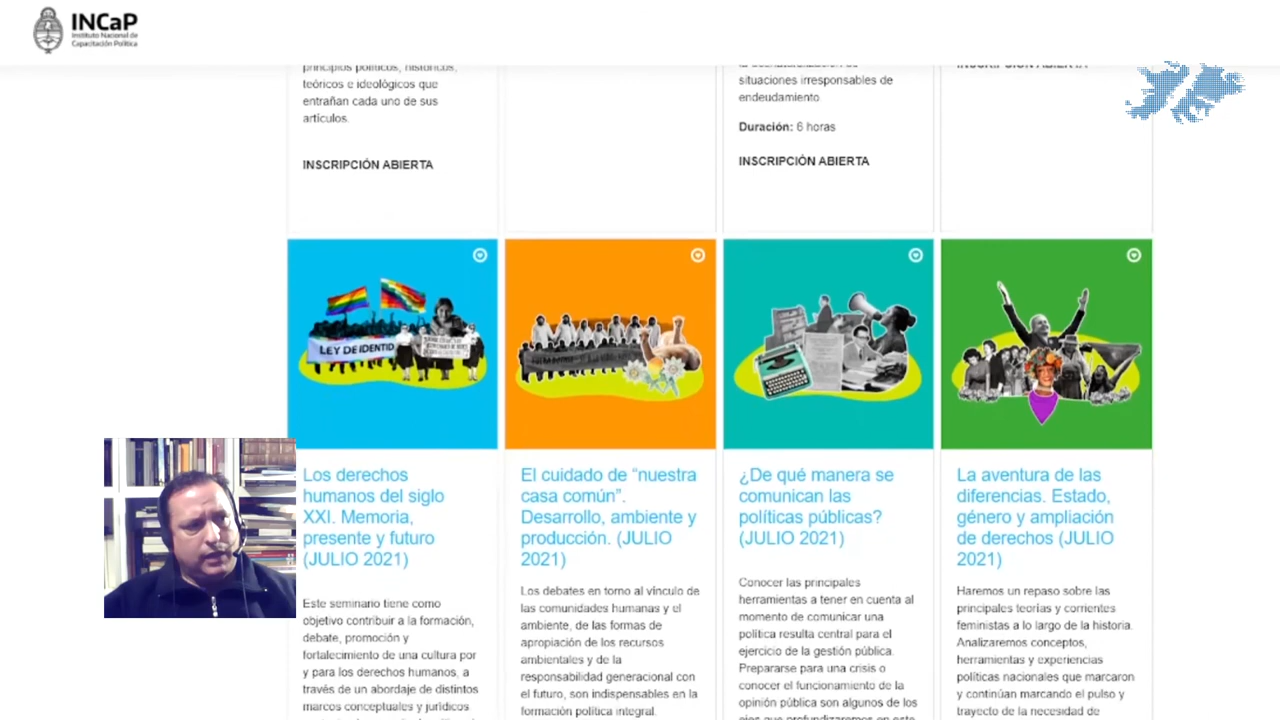 INCaP
Instituto Nacional de
Capacitación Política
principios políticos, históricos,
teóricos e ideológicos que
entrañan cada uno de sus
artículos.
INSCRIPCIÓN ABIERTA
situaciones irresponsables de
endeudamiento
Duración: 6 horas
INSCRIPCIÓN ABIERTA
INSCRIPCIÓN ABIERTA
LEY DE IDENTID
Los derechos
humanos del siglo
XXI. Memoria,
presente y futuro
(JULIO 2021)
Este seminario tiene como
objetivo contribuir a la formación,
debate, promoción y
fortalecimiento de una cultura por
y para los derechos humanos, a
través de un abordaje de distintos
marcos conceptuales y jurídicos
El cuidado de “nuestra
casa común”.
Desarrollo, ambiente y
producción. (JULIO
2021)
Los debates en torno al vínculo de
las comunidades humanas y el
ambiente, de las formas de
apropiación de los recursos
ambientales y de la
responsabilidad generacional con
el futuro, son indispensables en la
formación política integral.
¿De qué manera se
comunican las
políticas públicas?
(JULIO 2021)
Conocer las principales
herramientas a tener en cuenta al
momento de comunicar una
política resulta central para el
ejercicio de la gestión pública.
Prepararse para una crisis o
conocer el funcionamiento de la
opinión pública son algunos de los
ejes que profundizaremos en este
La aventura de las
diferencias. Estado,
género y ampliación
de derechos (JULIO
2021)
Haremos un repaso sobre las
principales teorías y corrientes
feministas a lo largo de la historia.
Analizaremos conceptos,
herramientas y experiencias
políticas nacionales que marcaron
y continúan marcando el pulso y
trayecto de la necesidad de